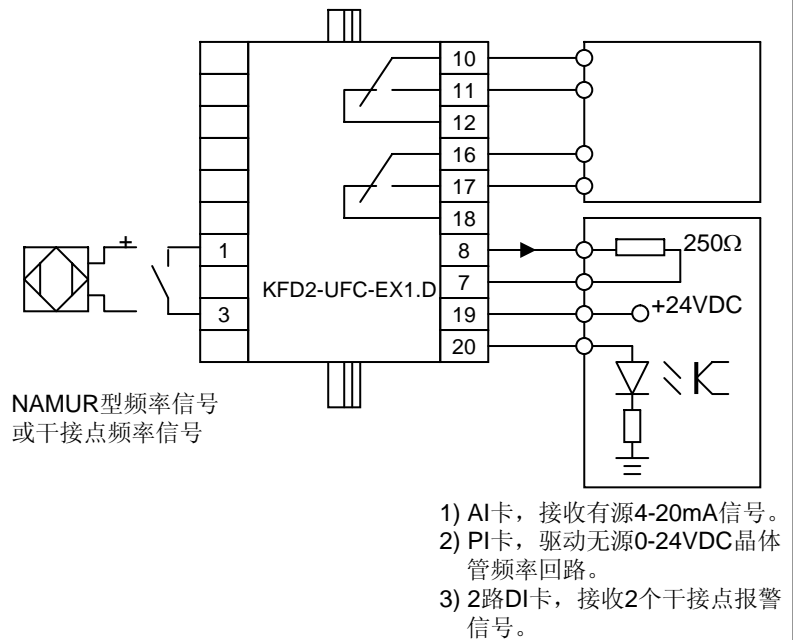 10
11
12
16
17
18
1
8
250Ω
7
KFD2-UFC-EX1.D
3
19
+24VDC
20
+
NAMUR型频率信号
或干接点频率信号
1) AI卡，接收有源4-20mA信号。
2) PI卡，驱动无源0-24VDC晶体
管频率回路。
3) 2路DI卡，接收2个干接点报警
信号。